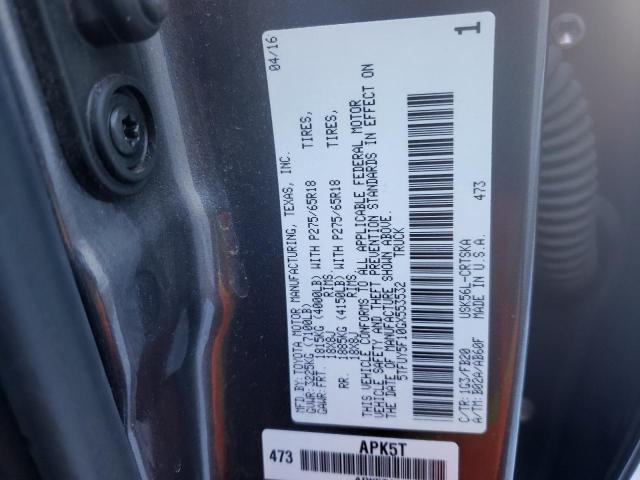 MFD.BY: TOYOTA MOTOR MANUFACTURING, TEXAS, INC. 04/16
GVWR: 3225KG (7100LB)
GAWR: FRT. 1815KG (4000LB) WITH P275/65R18 TIRES,
18X8J RIMS.
RR. 1885KG (4150LB) WITH P275/65R18 TIRES,
18X8J RIMS.
THIS VEHICLE CONFORMS TO ALL APPLICABLE FEDERAL MOTOR
VEHICLE SAFETY AND THEFT PREVENTION STANDARDS IN EFFECT ON
THE DATE OF MANUFACTURE SHOWN ABOVE.
5TFUY5F10GX553532 TRUCK
1
473
C/TR: 1G3/FB20 USK56L-CRTSKA
A/TM: B02A/AB60F MADE IN U.S.A.
473 APK5T